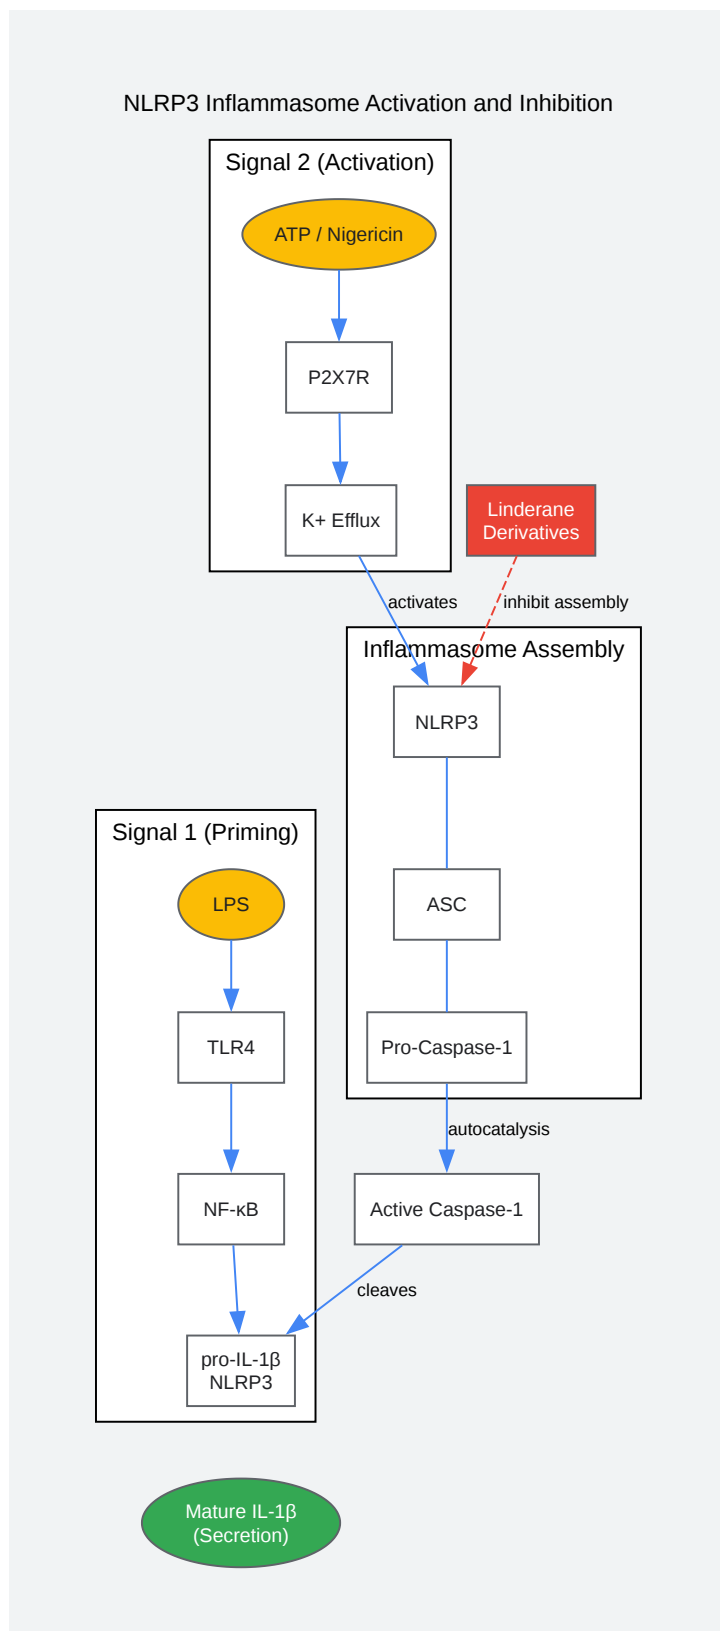 NLRP3 Inflammasome Activation and Inhibition
Signal 2 (Activation)
ATP / Nigericin
P2X7R
K+ Efflux
Linderane
Derivatives
activates
inhibit assembly
Inflammasome Assembly
NLRP3
ASC
Pro-Caspase-1
autocatalysis
Active Caspase-1
cleaves
Signal 1 (Priming)
LPS
TLR4
NF-κB
pro-IL-1β
NLRP3
Mature IL-1β
(Secretion)